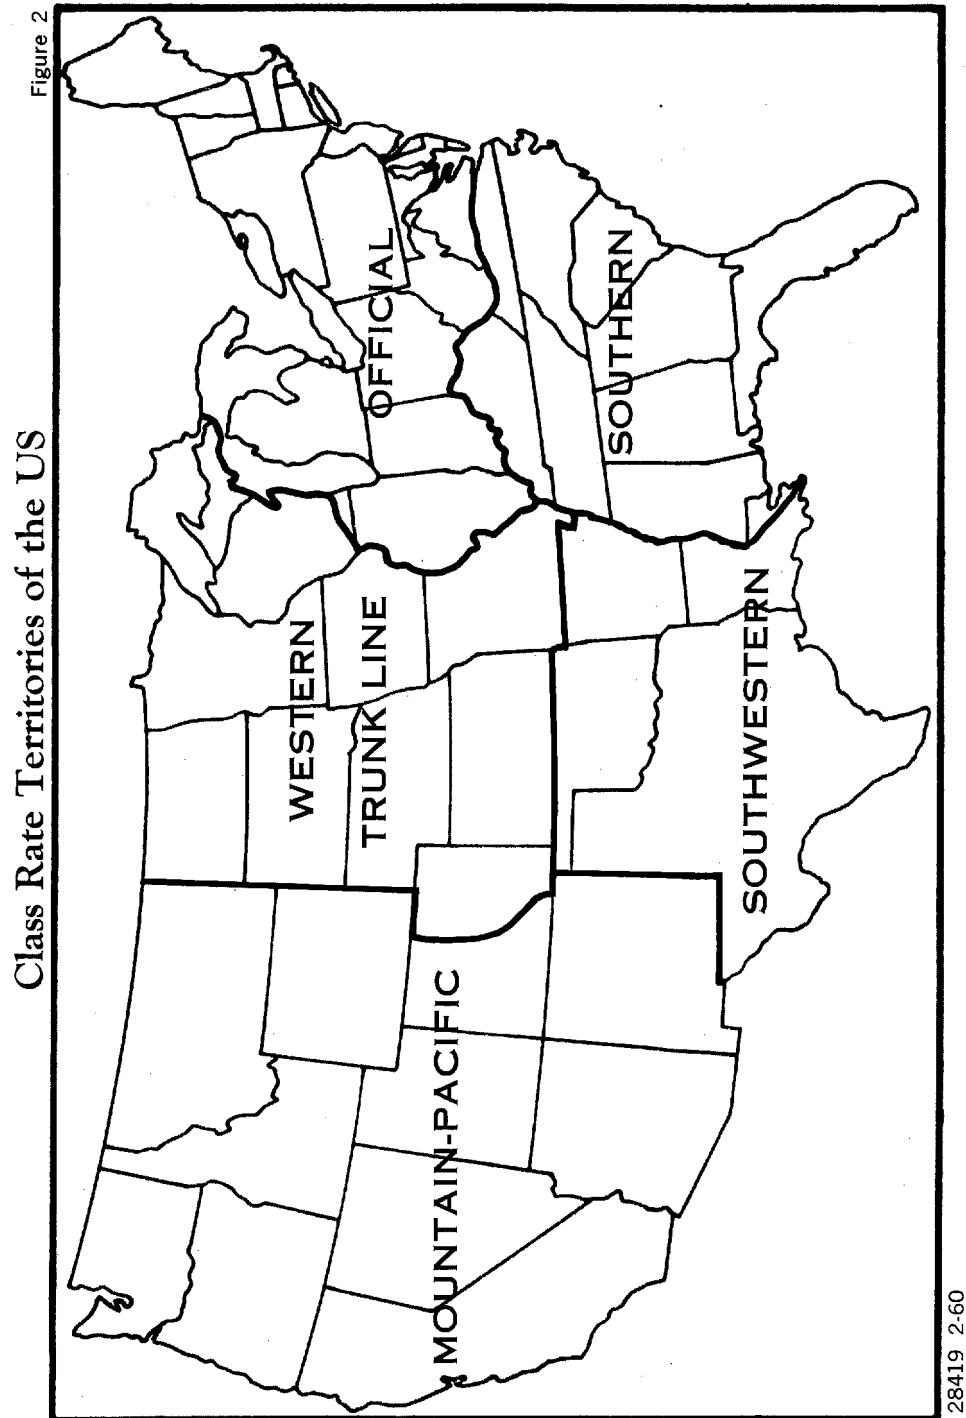 Figure 2
Class Rate Territories of the US
WESTERN
TRUNK LINE
OFFICIAL
MOUNTAIN-PACIFIC
SOUTHERN
SOUTHWESTERN
28419 2-60